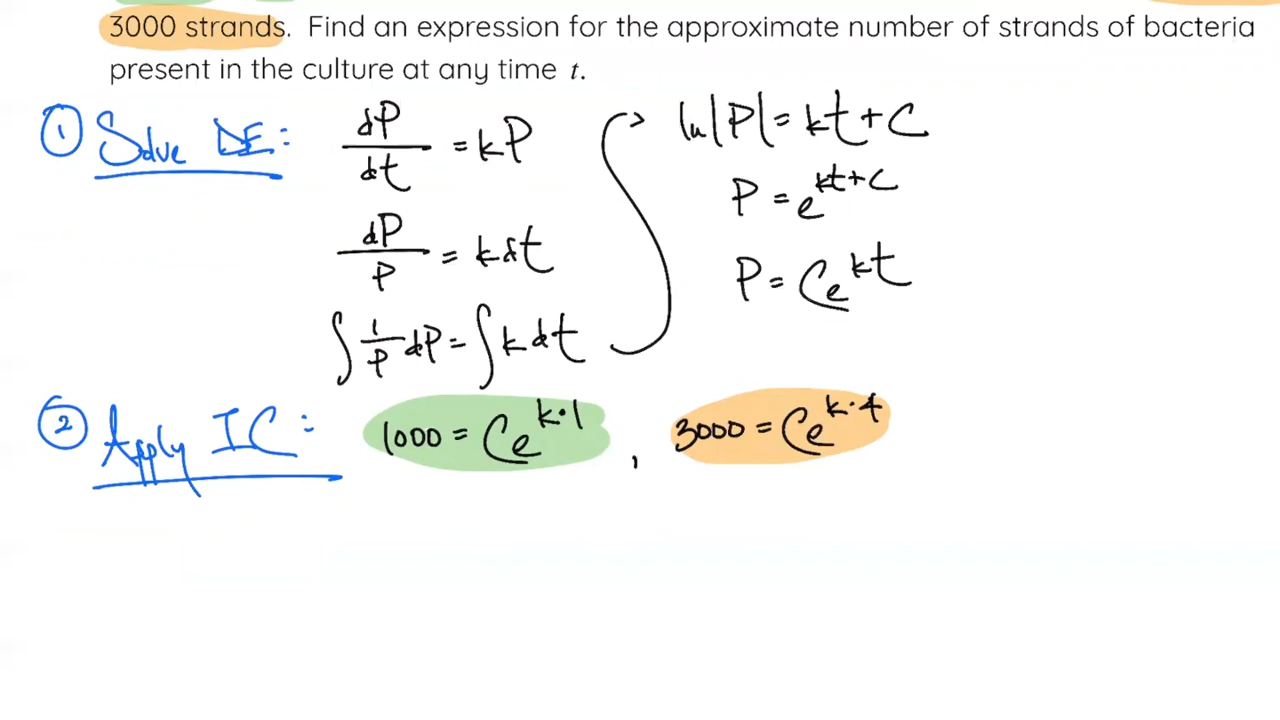 3000 strands. Find an expression for the approximate number of strands of bacteria
present in the culture at any time t.
① Solve DE:
dP/dt = kP
dP/P = kdt
∫ 1/P dP = ∫ k dt
ln|P| = kt + C
P = e^{kt+C}
P = Ce^{kt}
② Apply IC:
1000 = Ce^{k·1} , 3000 = Ce^{k·4}